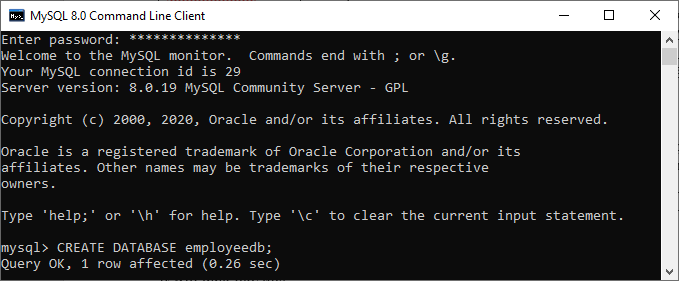 MySQL 8.0 Command Line Client
Enter password: **************
Welcome to the MySQL monitor.  Commands end with ; or \g.
Your MySQL connection id is 29
Server version: 8.0.19 MySQL Community Server - GPL
Copyright (c) 2000, 2020, Oracle and/or its affiliates. All rights reserved.
Oracle is a registered trademark of Oracle Corporation and/or its
affiliates. Other names may be trademarks of their respective
owners.
Type 'help;' or '\h' for help. Type '\c' to clear the current input statement.
mysql> CREATE DATABASE employeedb;
Query OK, 1 row affected (0.26 sec)